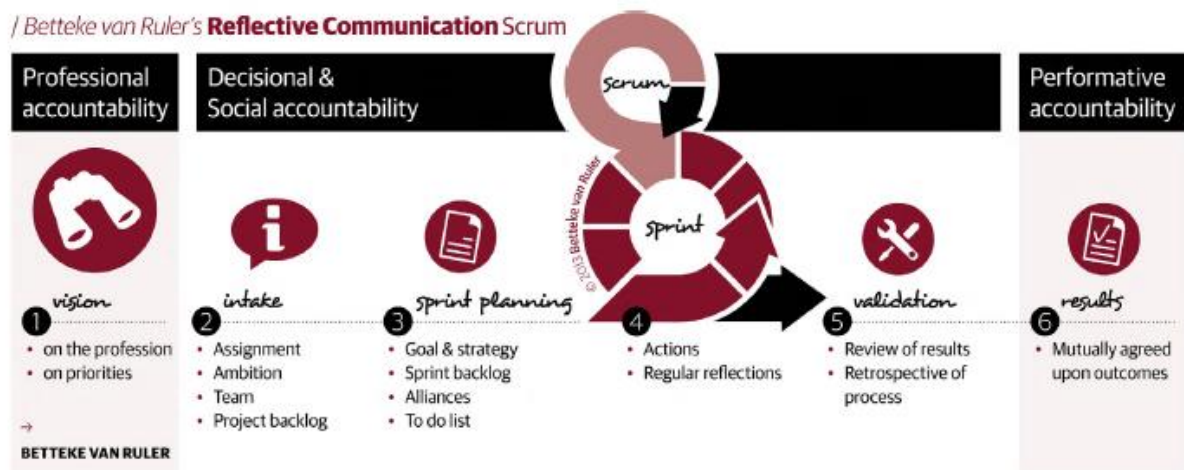 / Betteke van Ruler's Reflective Communication Scrum
Professional
accountability
Decisional &
Social accountability
Performative
accountability
scrum
sprint
© 2013 Betteke van Ruler
i
1 vision
• on the profession
• on priorities
→
BETTEKE VAN RULER
2 intake
• Assignment
• Ambition
• Team
• Project backlog
3 sprint planning
• Goal & strategy
• Sprint backlog
• Alliances
• To do list
4
• Actions
• Regular reflections
5 validation
• Review of results
• Retrospective of
process
6 results
• Mutually agreed
upon outcomes